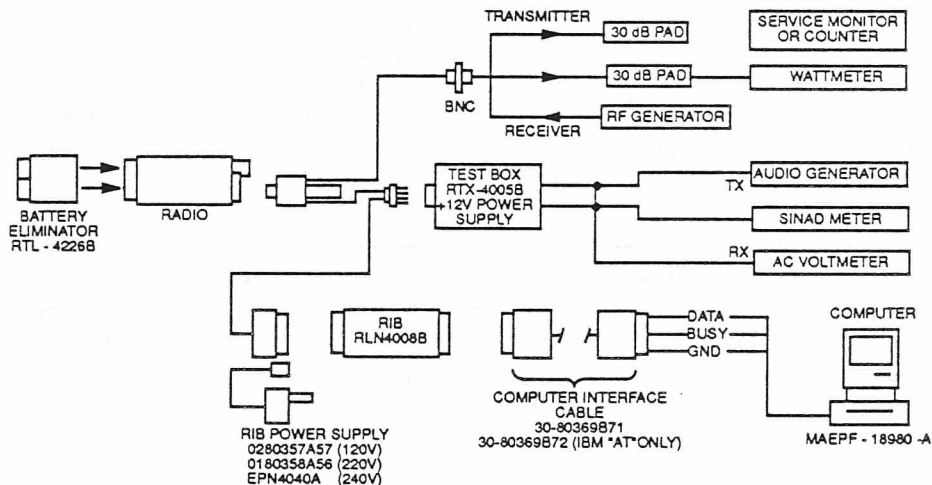 TRANSMITTER
30 dB PAD
SERVICE MONITOR
OR COUNTER
30 dB PAD
WATTMETER
BNC
RECEIVER
RF GENERATOR
BATTERY
ELIMINATOR
RTL - 4226B
RADIO
TEST BOX
RTX-4005B
+12V POWER
SUPPLY
TX
AUDIO GENERATOR
SINAD METER
RX
AC VOLTMETER
RIB
RLN4008B
DATA
BUSY
GND
COMPUTER
COMPUTER INTERFACE
CABLE
30-80369B71
30-80369B72 (IBM "AT" ONLY)
MAEPF - 18980 -A
RIB POWER SUPPLY
0280357A57 (120V)
0180358A56 (220V)
EPN4040A (240V)